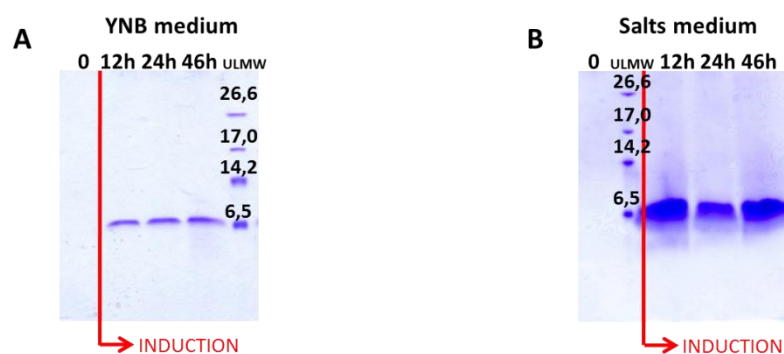 A
YNB medium
0 12h 24h 46h ULMW
26,6
17,0
14,2
6,5
INDUCTION
B
Salts medium
0 ULMW 12h 24h 46h
26,6
17,0
14,2
6,5
INDUCTION